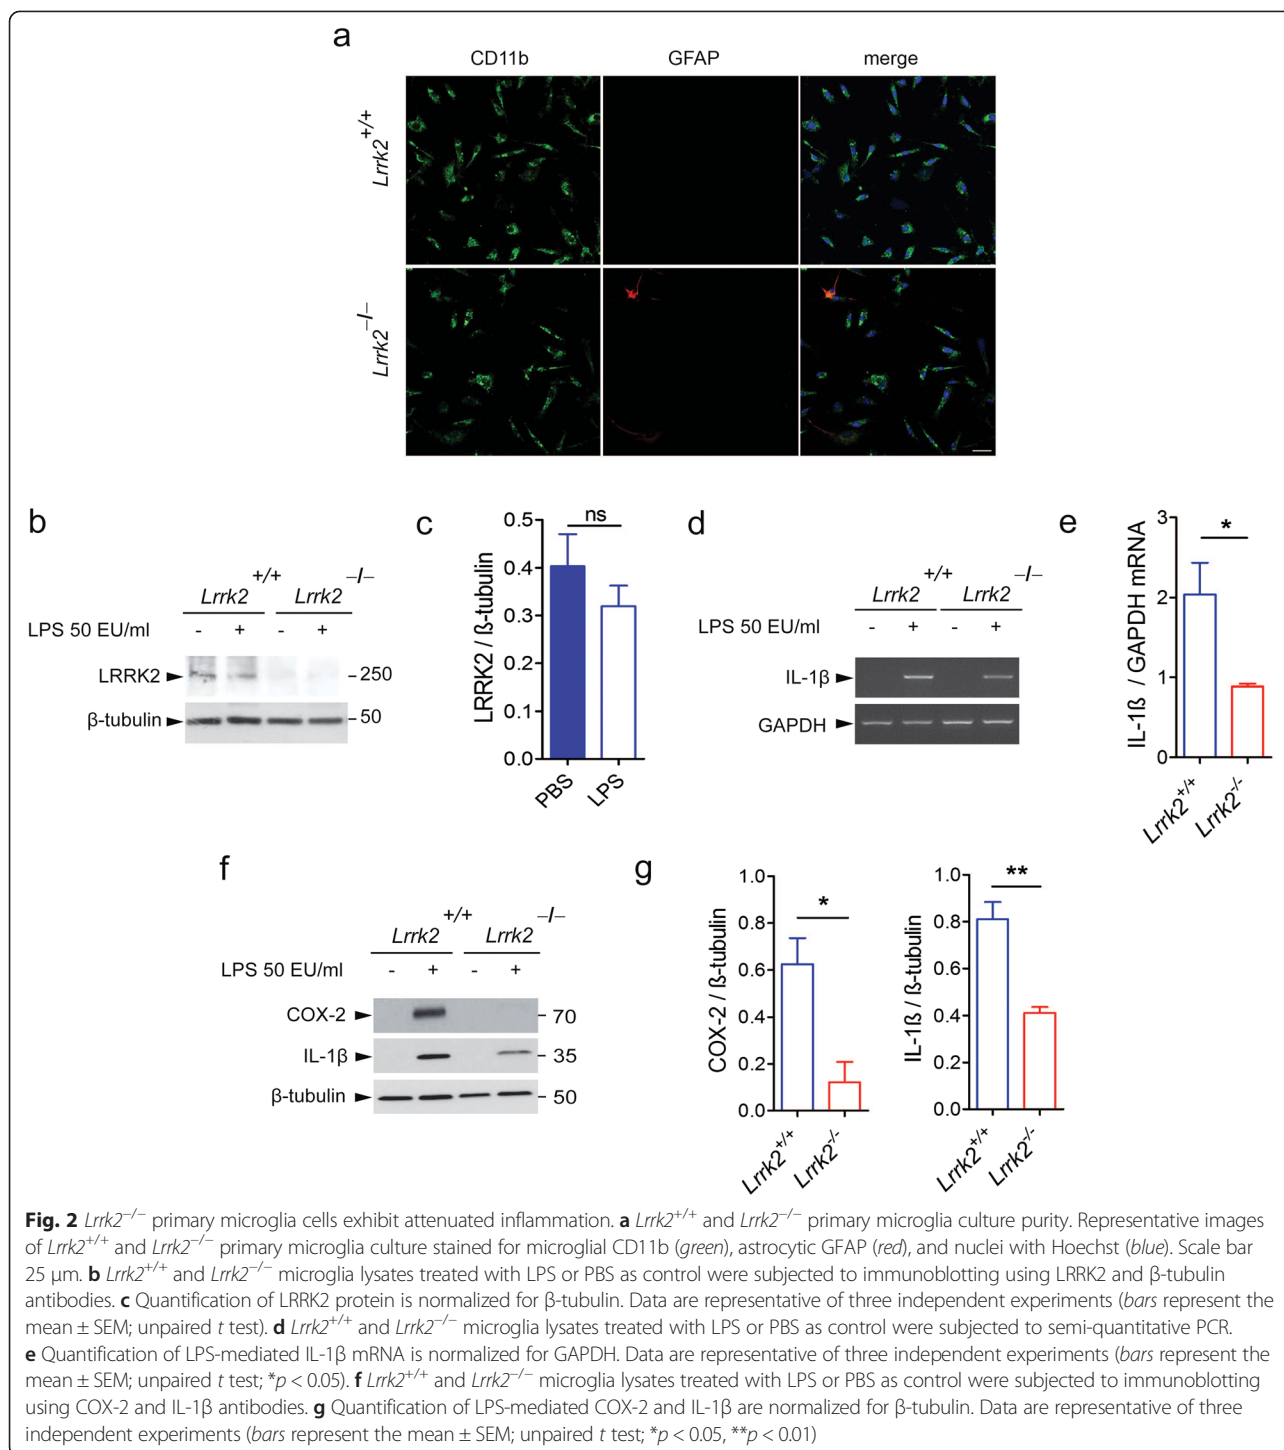 a
CD11b GFAP merge
Lrrk2+/+
Lrrk2−/−
b
+/+ −/−
Lrrk2 Lrrk2
LPS 50 EU/ml - + - +
LRRK2 250
β-tubulin 50
c
ns
LRRK2 / ß-tubulin
0.5
0.4
0.3
0.2
0.1
0.0
PBS LPS
d
+/+ −/−
Lrrk2 Lrrk2
LPS 50 EU/ml - + - +
IL-1β
GAPDH
e
*
IL-1ß / GAPDH mRNA
3
2
1
0
Lrrk2+/+ Lrrk2-/-
f
+/+ −/−
Lrrk2 Lrrk2
LPS 50 EU/ml - + - +
COX-2 70
IL-1β 35
β-tubulin 50
g
*
COX-2 / ß-tubulin
1.0
0.8
0.6
0.4
0.2
0.0
Lrrk2+/+ Lrrk2-/-
**
IL-1ß / ß-tubulin
1.0
0.8
0.6
0.4
0.2
0.0
Lrrk2+/+ Lrrk2-/-
Fig. 2 Lrrk2−/− primary microglia cells exhibit attenuated inflammation. a Lrrk2+/+ and Lrrk2−/− primary microglia culture purity. Representative images
of Lrrk2+/+ and Lrrk2−/− primary microglia culture stained for microglial CD11b (green), astrocytic GFAP (red), and nuclei with Hoechst (blue). Scale bar
25 μm. b Lrrk2+/+ and Lrrk2−/− microglia lysates treated with LPS or PBS as control were subjected to immunoblotting using LRRK2 and β-tubulin
antibodies. c Quantification of LRRK2 protein is normalized for β-tubulin. Data are representative of three independent experiments (bars represent the
mean ± SEM; unpaired t test). d Lrrk2+/+ and Lrrk2−/− microglia lysates treated with LPS or PBS as control were subjected to semi-quantitative PCR.
e Quantification of LPS-mediated IL-1β mRNA is normalized for GAPDH. Data are representative of three independent experiments (bars represent the
mean ± SEM; unpaired t test; *p < 0.05). f Lrrk2+/+ and Lrrk2−/− microglia lysates treated with LPS or PBS as control were subjected to immunoblotting
using COX-2 and IL-1β antibodies. g Quantification of LPS-mediated COX-2 and IL-1β are normalized for β-tubulin. Data are representative of three
independent experiments (bars represent the mean ± SEM; unpaired t test; *p < 0.05, **p < 0.01)